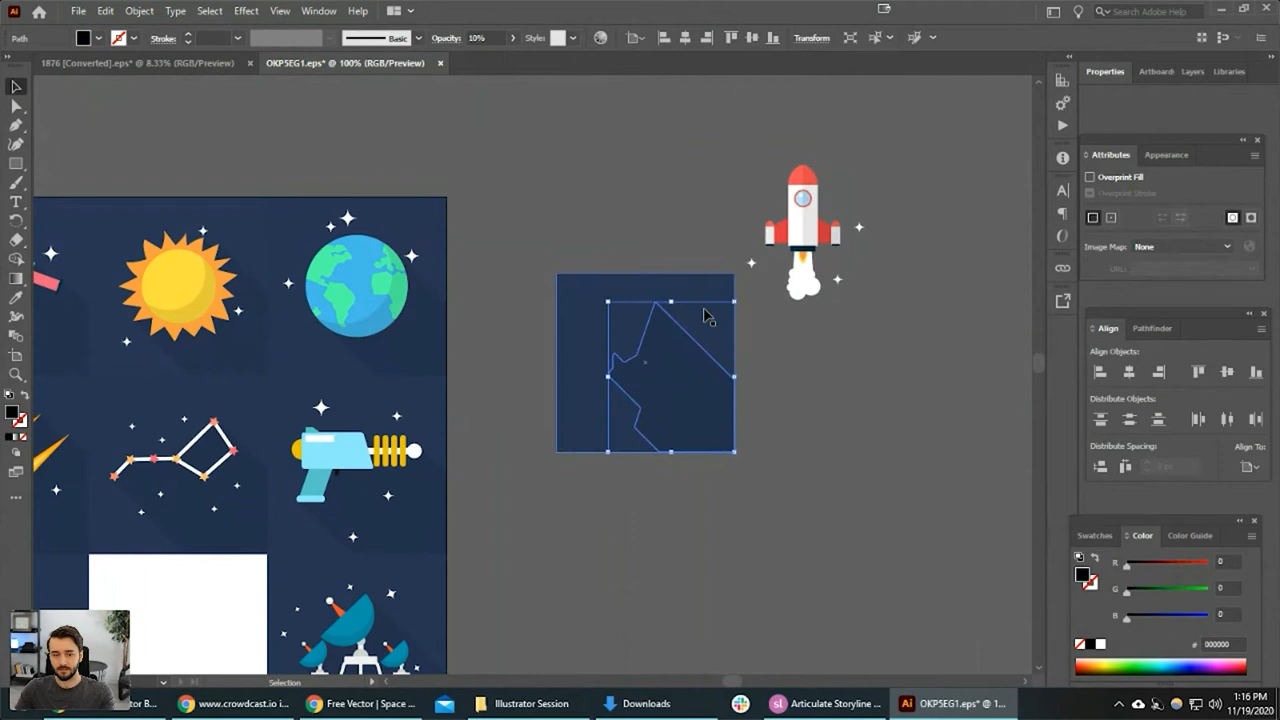 Ai File Edit Object Type Select Effect View Window Help Search Adobe Help
Path Stroke: Basic Opacity: 10% Style: Transform
1876 [Converted].eps* @ 8.33% (RGB/Preview) × OKP5EG1.eps* @ 100% (RGB/Preview) ×
Properties Artboard Layers Libraries
Attributes Appearance
Overprint Fill
Overprint Stroke
Image Map: None
URL:
Align Pathfinder
Align Objects:
Distribute Objects:
Distribute Spacing: Align To:
Swatches Color Color Guide
R 0
G 0
B 0
# 000000
Selection
www.crowdcast.io i... Free Vector | Space ... Illustrator Session Downloads Articulate Storyline ... OKP5EG1.eps* @ 1... 1:16 PM
11/19/2020